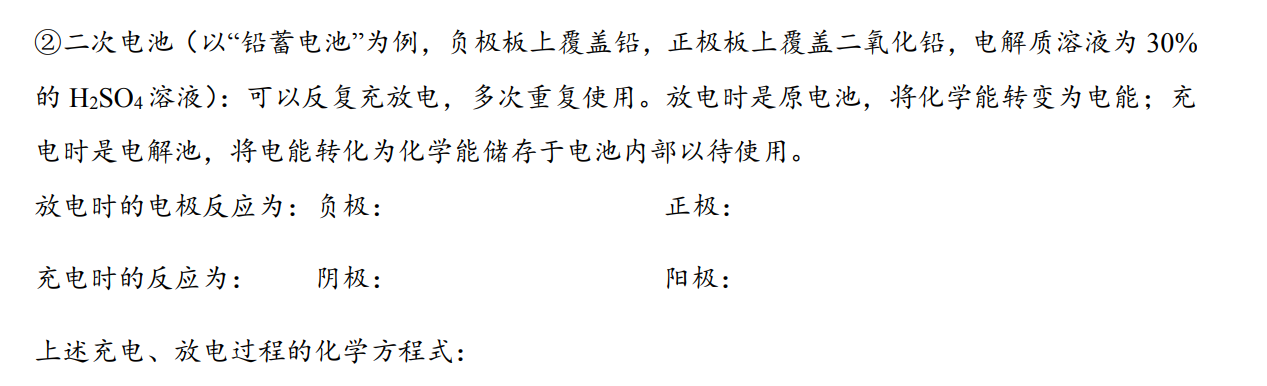 ②二次电池（以“铅蓄电池”为例，负极板上覆盖铅，正极板上覆盖二氧化铅，电解质溶液为 30%
的 H₂SO₄ 溶液）：可以反复充放电，多次重复使用。放电时是原电池，将化学能转变为电能；充
电时是电解池，将电能转化为化学能储存于电池内部以待使用。
放电时的电极反应为：负极： 正极：
充电时的反应为： 阴极： 阳极：
上述充电、放电过程的化学方程式：